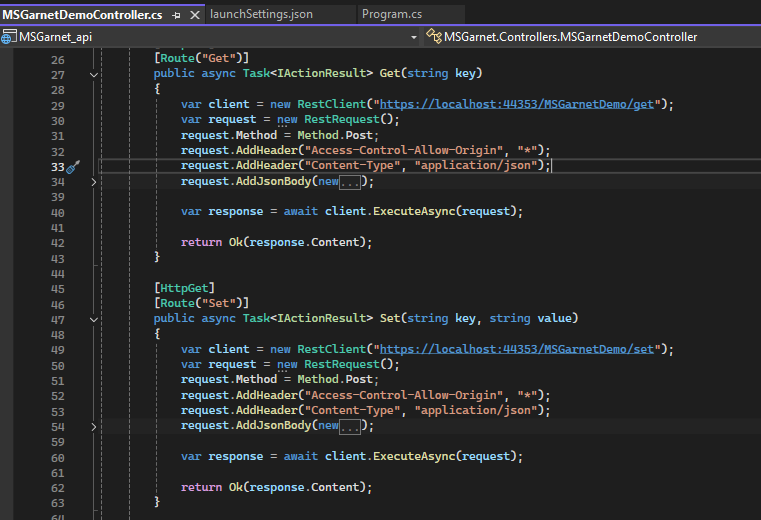 MSGarnetDemoController.cs launchSettings.json Program.cs
MSGarnet_api MSGarnet.Controllers.MSGarnetDemoController
26 [Route("Get")]
27 public async Task<IActionResult> Get(string key)
28 {
29 var client = new RestClient("https://localhost:44353/MSGarnetDemo/get");
30 var request = new RestRequest();
31 request.Method = Method.Post;
32 request.AddHeader("Access-Control-Allow-Origin", "*");
33 request.AddHeader("Content-Type", "application/json");
34 request.AddJsonBody(new...);
39
40 var response = await client.ExecuteAsync(request);
41
42 return Ok(response.Content);
43 }
44
45 [HttpGet]
46 [Route("Set")]
47 public async Task<IActionResult> Set(string key, string value)
48 {
49 var client = new RestClient("https://localhost:44353/MSGarnetDemo/set");
50 var request = new RestRequest();
51 request.Method = Method.Post;
52 request.AddHeader("Access-Control-Allow-Origin", "*");
53 request.AddHeader("Content-Type", "application/json");
54 request.AddJsonBody(new...);
59
60 var response = await client.ExecuteAsync(request);
61
62 return Ok(response.Content);
63 }